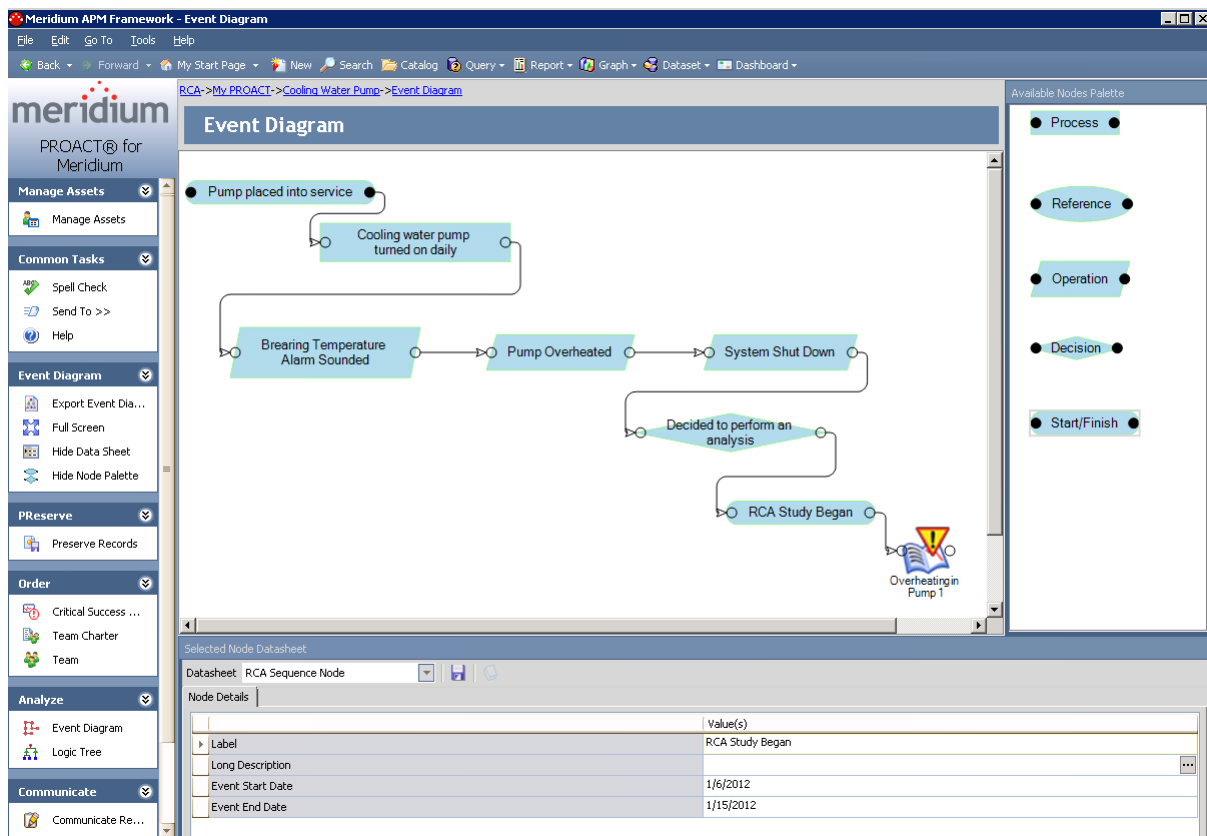 Meridium APM Framework - Event Diagram
File Edit Go To Tools Help
Back Forward My Start Page New Search Catalog Query Report Graph Dataset Dashboard
meridium
PROACT® for
Meridium
Manage Assets
Manage Assets
Common Tasks
Spell Check
Send To >>
Help
Event Diagram
Export Event Dia...
Full Screen
Hide Data Sheet
Hide Node Palette
PReserve
Preserve Records
Order
Critical Success ...
Team Charter
Team
Analyze
Event Diagram
Logic Tree
Communicate
Communicate Re...
RCA->My PROACT->Cooling Water Pump->Event Diagram
Event Diagram
Pump placed into service
Cooling water pump
turned on daily
Brearing Temperature
Alarm Sounded
Pump Overheated
System Shut Down
Decided to perform an
analysis
RCA Study Began
Overheating in
Pump 1
Available Nodes Palette
Process
Reference
Operation
Decision
Start/Finish
Selected Node Datasheet
Datasheet RCA Sequence Node
Node Details
Value(s)
Label RCA Study Began
Long Description ...
Event Start Date 1/6/2012
Event End Date 1/15/2012